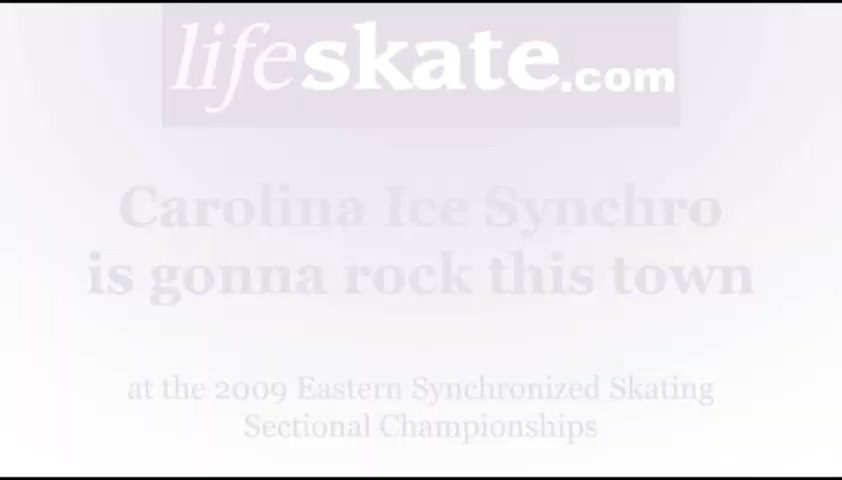 lifeskate.com
Carolina Ice Synchro
is gonna rock this town
at the 2009 Eastern Synchronized Skating
Sectional Championships